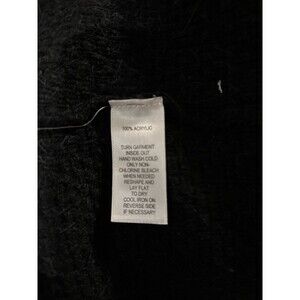 100% ACRYLIC
TURN GARMENT
INSIDE OUT
HAND WASH COLD
ONLY NON-
CHLORINE BLEACH
WHEN NEEDED
RESHAPE AND
LAY FLAT
TO DRY
COOL IRON ON
REVERSE SIDE
IF NECESSARY